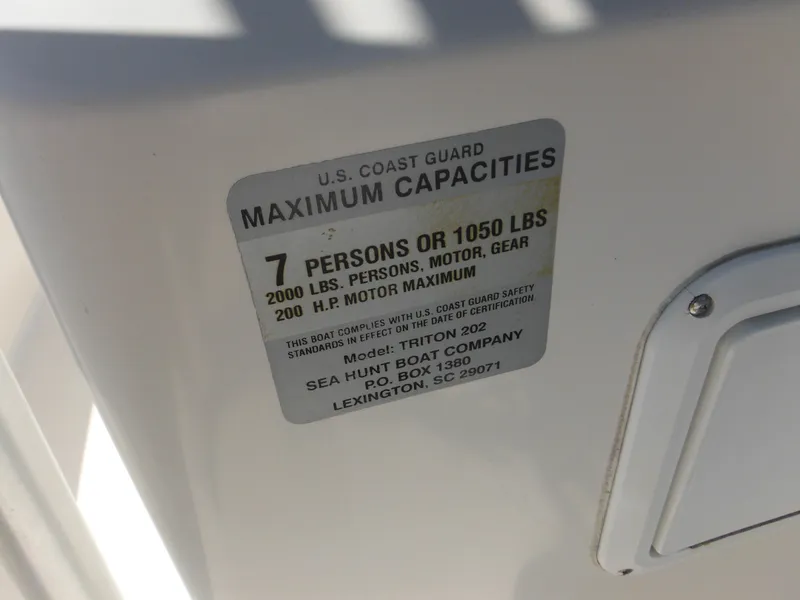 U.S. COAST GUARD
MAXIMUM CAPACITIES
7 PERSONS OR 1050 LBS
2000 LBS. PERSONS, MOTOR, GEAR
200 H.P. MOTOR MAXIMUM
THIS BOAT COMPLIES WITH U.S. COAST GUARD SAFETY
STANDARDS IN EFFECT ON THE DATE OF CERTIFICATION.
Model: TRITON 202
SEA HUNT BOAT COMPANY
P.O. BOX 1380
LEXINGTON, SC 29071